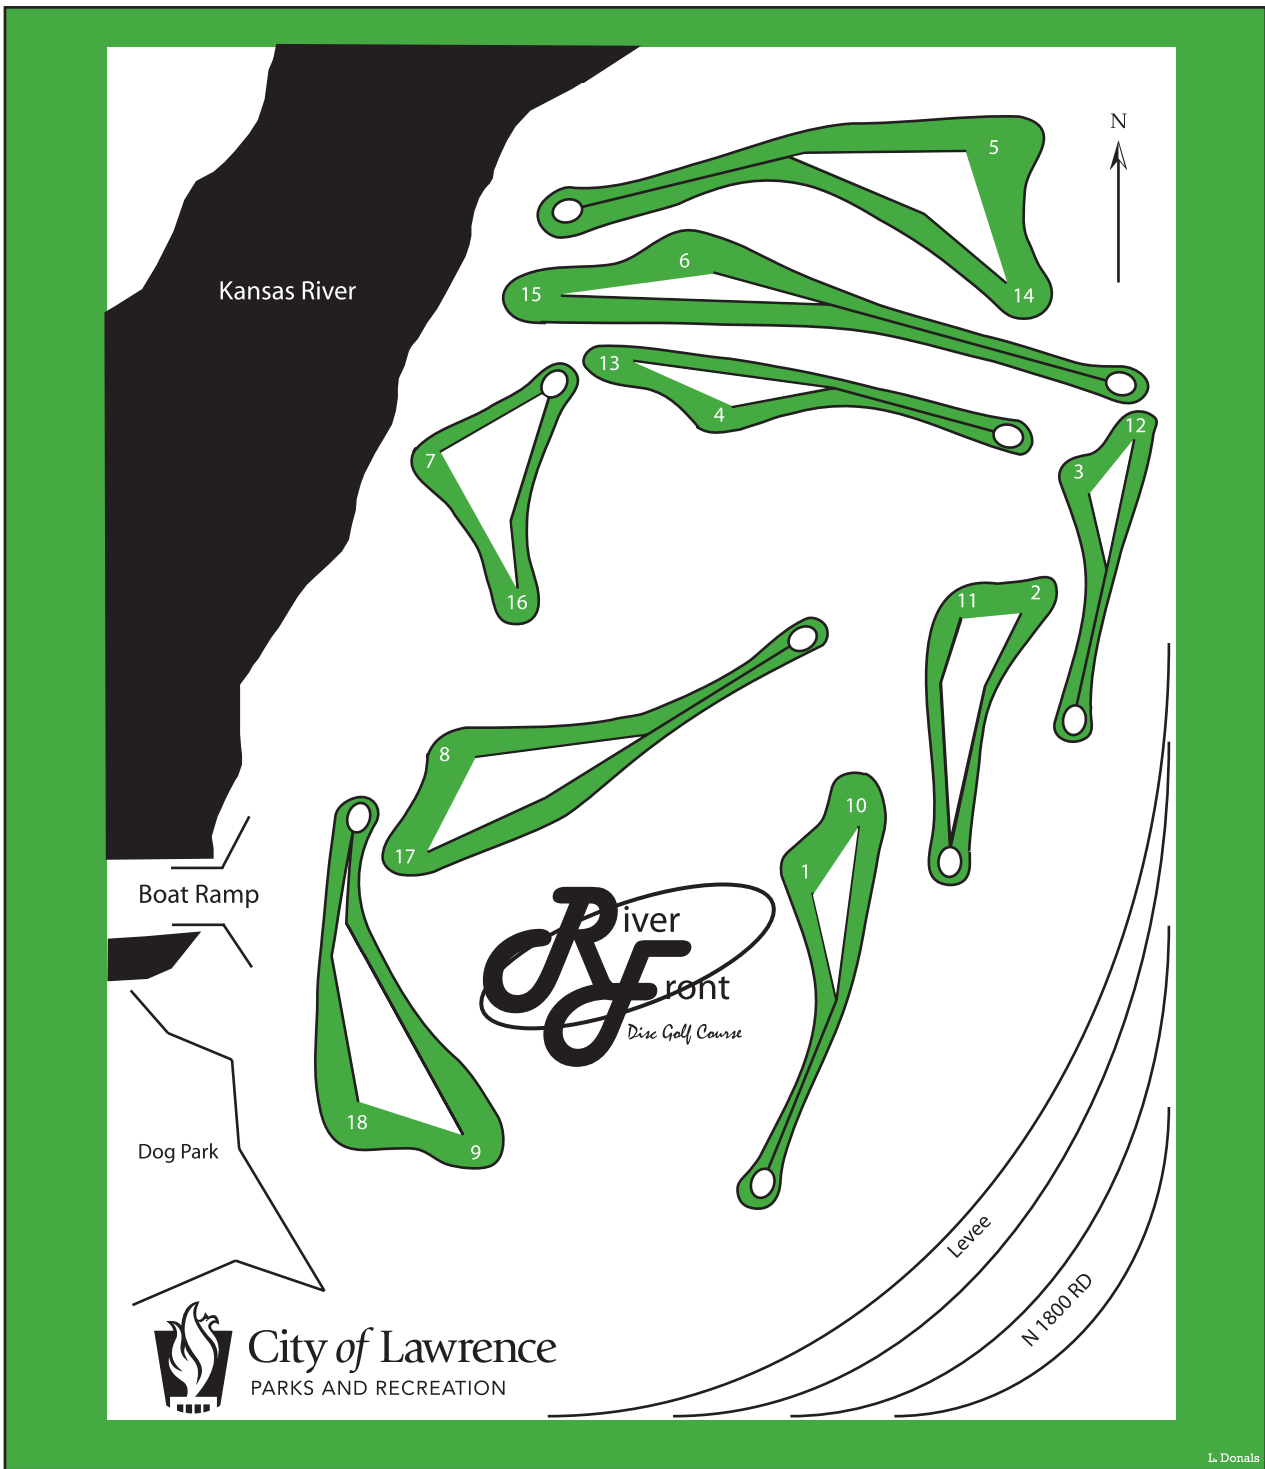 N
5
6
Kansas River
15
14
13
4
12
7
3
16
11
2
8
10
17
1
Boat Ramp
River
Front
Disc Golf Course
18
Dog Park
9
Levee
N 1800 RD
City of Lawrence
PARKS AND RECREATION
L. Donals